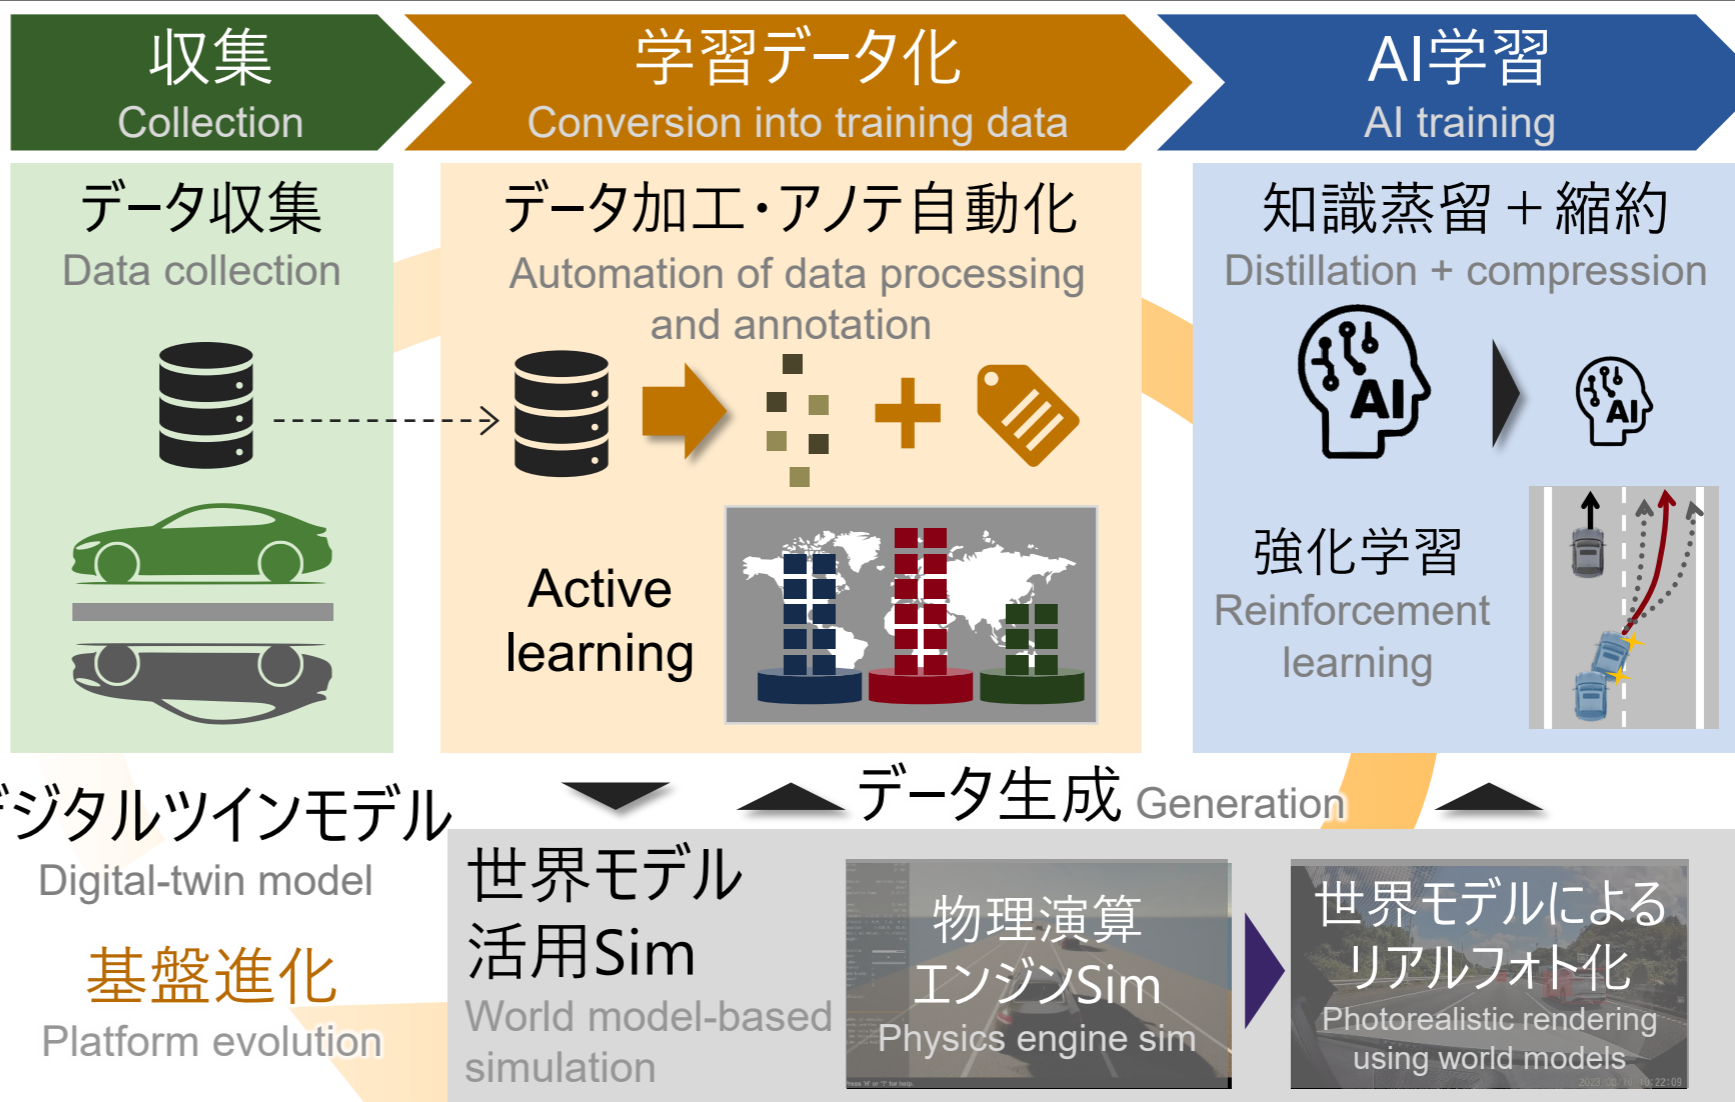 収集
Collection
学習データ化
Conversion into training data
AI学習
AI training
データ収集
Data collection
データ加工・アノテ自動化
Automation of data processing
and annotation
Active
learning
知識蒸留＋縮約
Distillation + compression
AI
AI
強化学習
Reinforcement
learning
デジタルツインモデル
Digital-twin model
基盤進化
Platform evolution
データ生成 Generation
世界モデル
活用Sim
World model-based
simulation
物理演算
エンジンSim
Physics engine sim
世界モデルによる
リアルフォト化
Photorealistic rendering
using world models